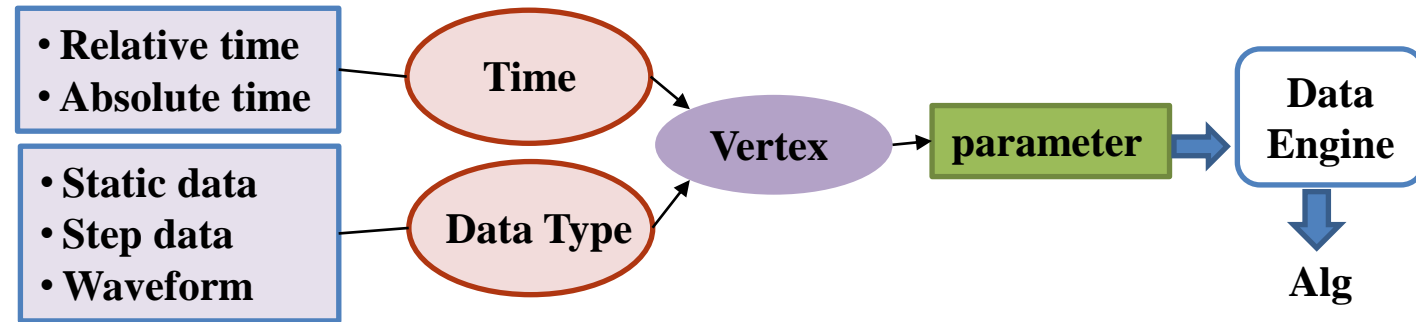 • Relative time
• Absolute time
Time
• Static data
• Step data
• Waveform
Data Type
Vertex
parameter
Data
Engine
Alg